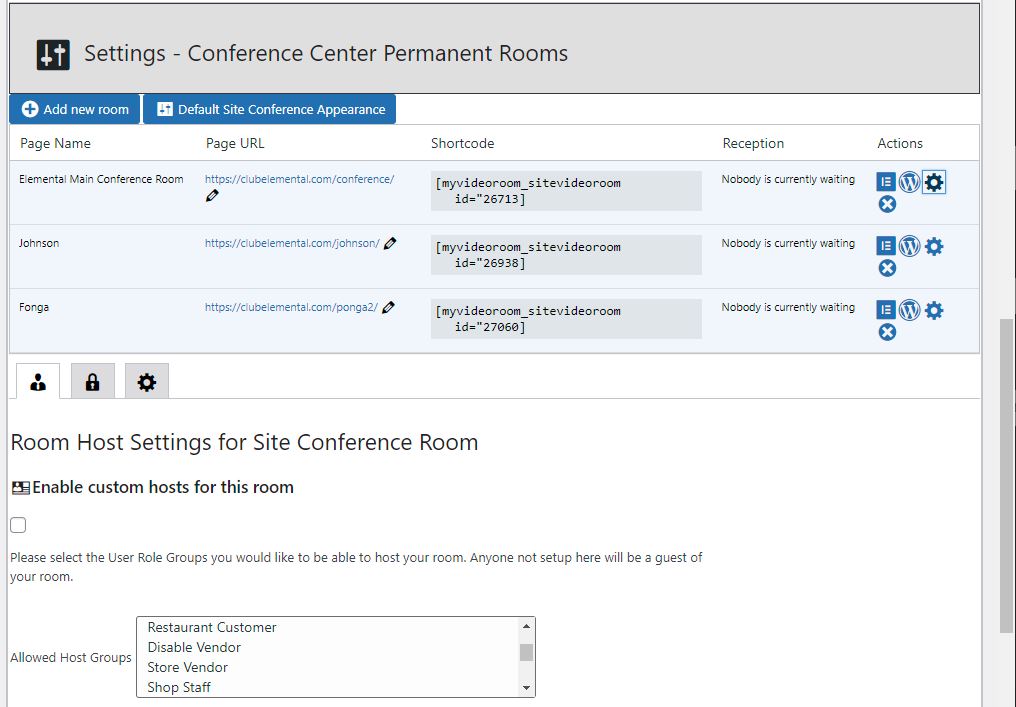 Settings - Conference Center Permanent Rooms
Add new room
Default Site Conference Appearance
Page Name Page URL Shortcode Reception Actions
Elemental Main Conference Room https://clubelemental.com/conference/ [myvideoroom_sitevideoroom Nobody is currently waiting
id="26713]
Johnson https://clubelemental.com/johnson/ [myvideoroom_sitevideoroom Nobody is currently waiting
id="26938]
Fonga https://clubelemental.com/ponga2/ [myvideoroom_sitevideoroom Nobody is currently waiting
id="27060]
Room Host Settings for Site Conference Room
Enable custom hosts for this room
Please select the User Role Groups you would like to be able to host your room. Anyone not setup here will be a guest of
your room.
Restaurant Customer
Disable Vendor
Allowed Host Groups
Store Vendor
Shop Staff